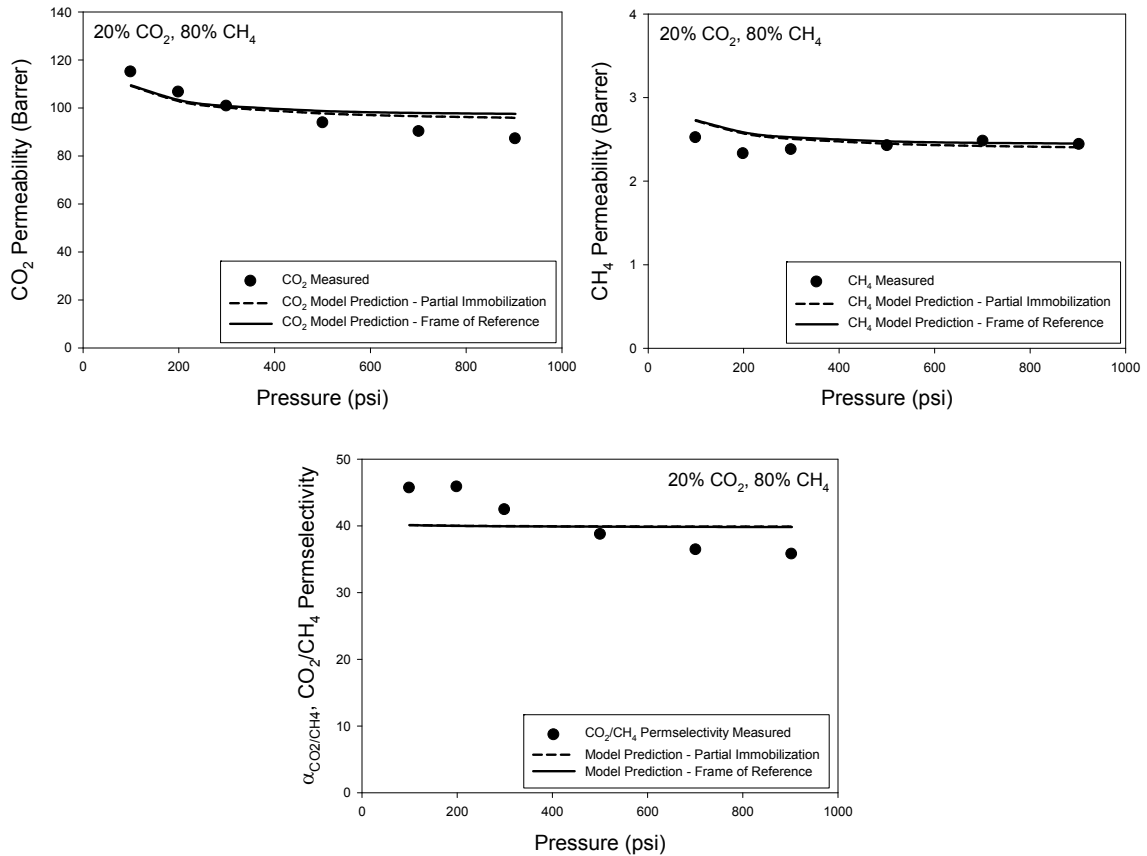 20% CO2, 80% CH4
CO2 Permeability (Barrer)
140
120
100
80
60
40
20
0
CO2 Measured
CO2 Model Prediction - Partial Immobilization
CO2 Model Prediction - Frame of Reference
0 200 400 600 800 1000
Pressure (psi)
20% CO2, 80% CH4
CH4 Permeability (Barrer)
4
3
2
1
0
CH4 Measured
CH4 Model Prediction - Partial Immobilization
CH4 Model Prediction - Frame of Reference
0 200 400 600 800 1000
Pressure (psi)
20% CO2, 80% CH4
αCO2/CH4, CO2/CH4 Permselectivity
50
40
30
20
10
0
CO2/CH4 Permselectivity Measured
Model Prediction - Partial Immobilization
Model Prediction - Frame of Reference
0 200 400 600 800 1000
Pressure (psi)